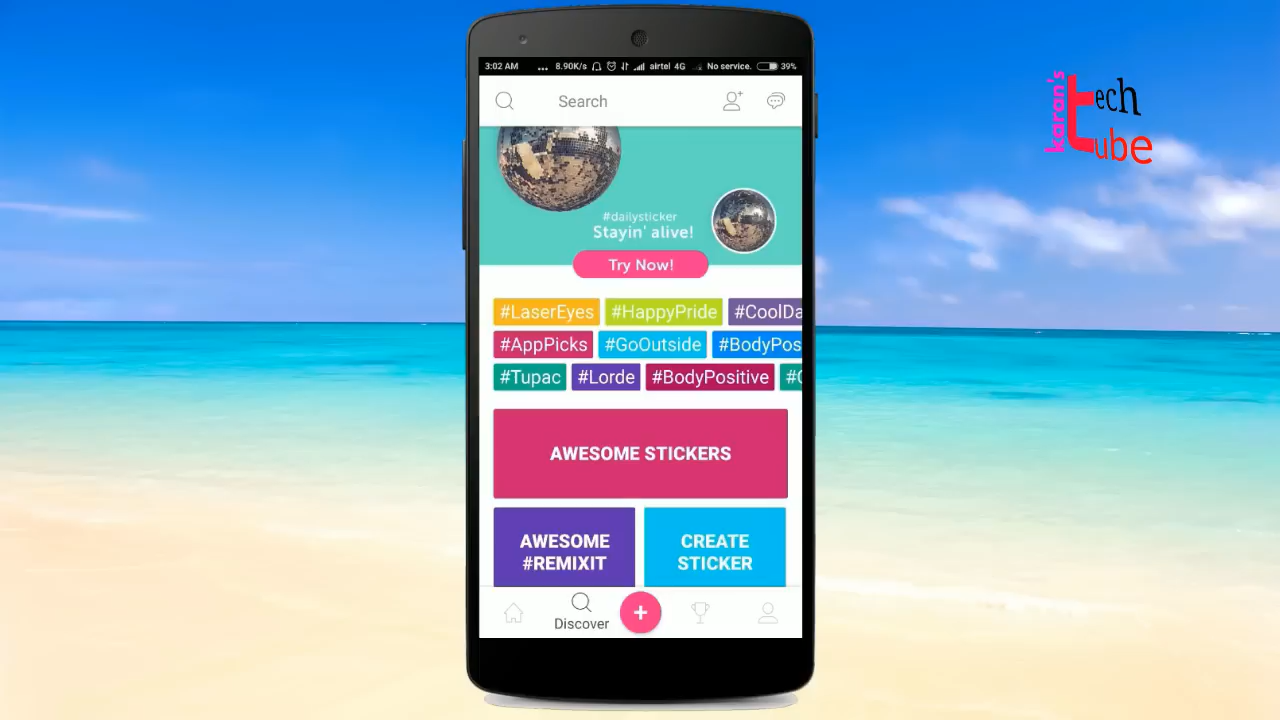 3:02 AM ... 8.90K/s airtel 4G No service. 39%
Search
#dailysticker
Stayin' alive!
Try Now!
#LaserEyes #HappyPride #CoolDa
#AppPicks #GoOutside #BodyPos
#Tupac #Lorde #BodyPositive
AWESOME STICKERS
AWESOME
#REMIXIT
CREATE
STICKER
+
Discover
karan's
tech
tube